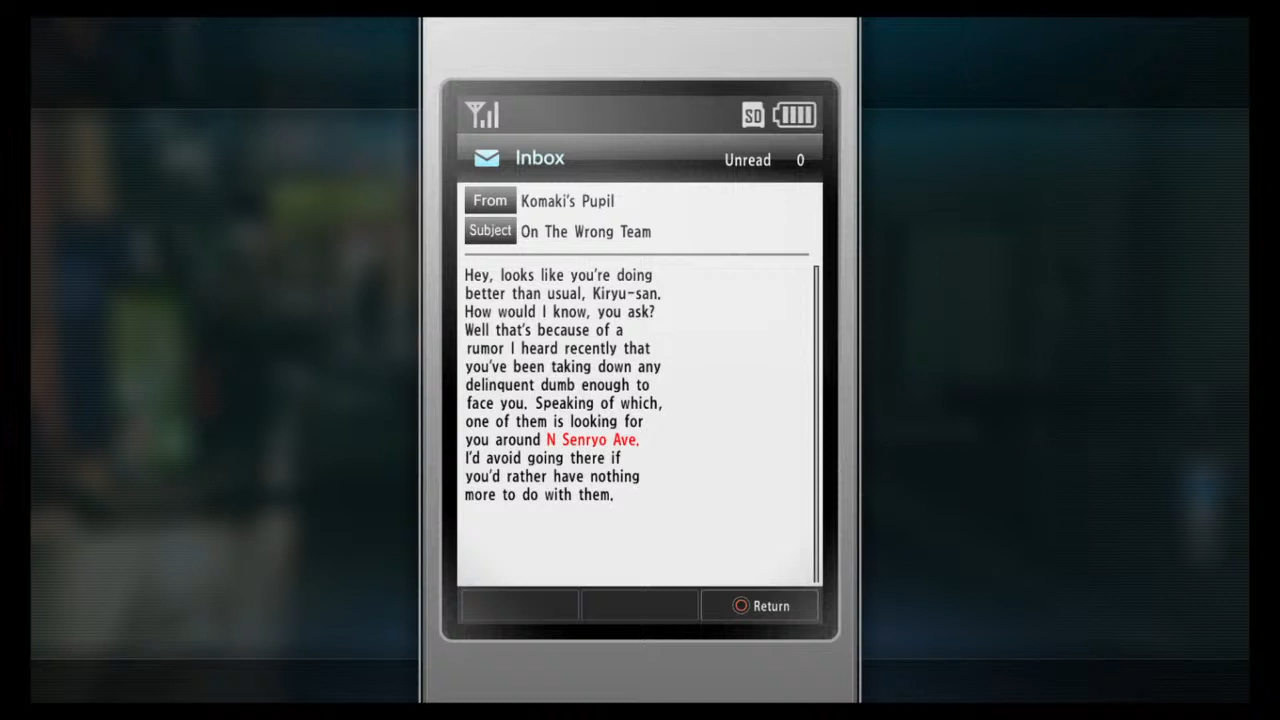 SD
Inbox Unread 0
From Komaki's Pupil
Subject On The Wrong Team
Hey, looks like you're doing
better than usual, Kiryu-san.
How would I know, you ask?
Well that's because of a
rumor I heard recently that
you've been taking down any
delinquent dumb enough to
face you. Speaking of which,
one of them is looking for
you around N Senryo Ave.
I'd avoid going there if
you'd rather have nothing
more to do with them.
Return